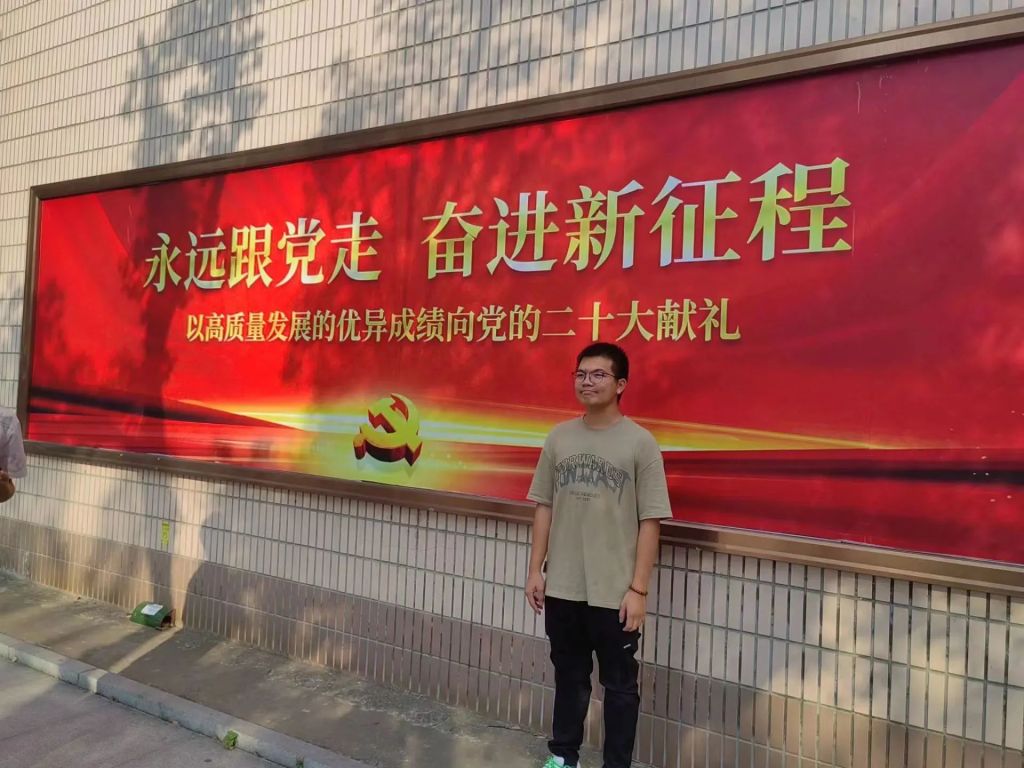 永远跟党走 奋进新征程
以高质量发展的优异成绩向党的二十大献礼